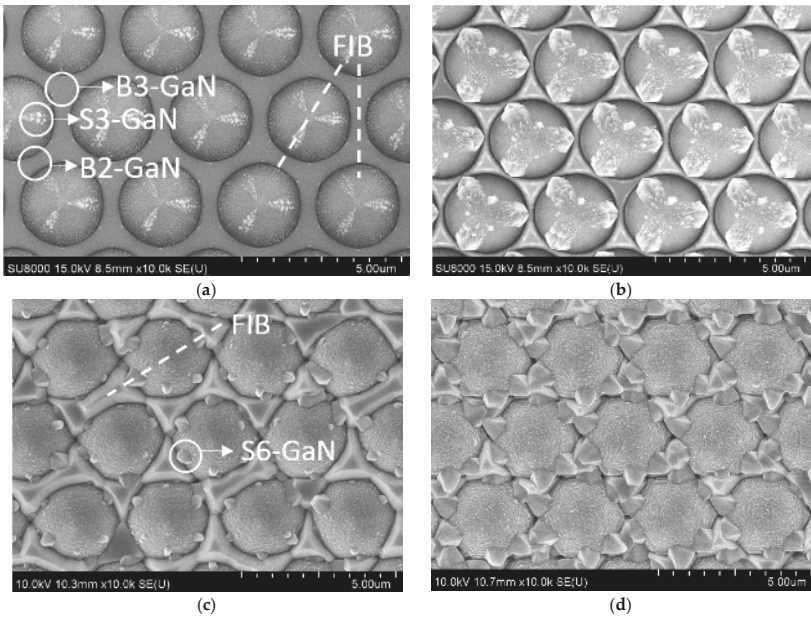 FIB
B3-GaN
S3-GaN
B2-GaN
SU8000 15.0kV 8.5mm x10.0k SE(U) 5.00um
(a)
SU8000 15.0kV 8.5mm x10.0k SE(U) 5.00um
(b)
FIB
S6-GaN
10.0kV 10.3mm x10.0k SE(U) 5.00um
(c)
10.0kV 10.7mm x10.0k SE(U) 5.00um
(d)